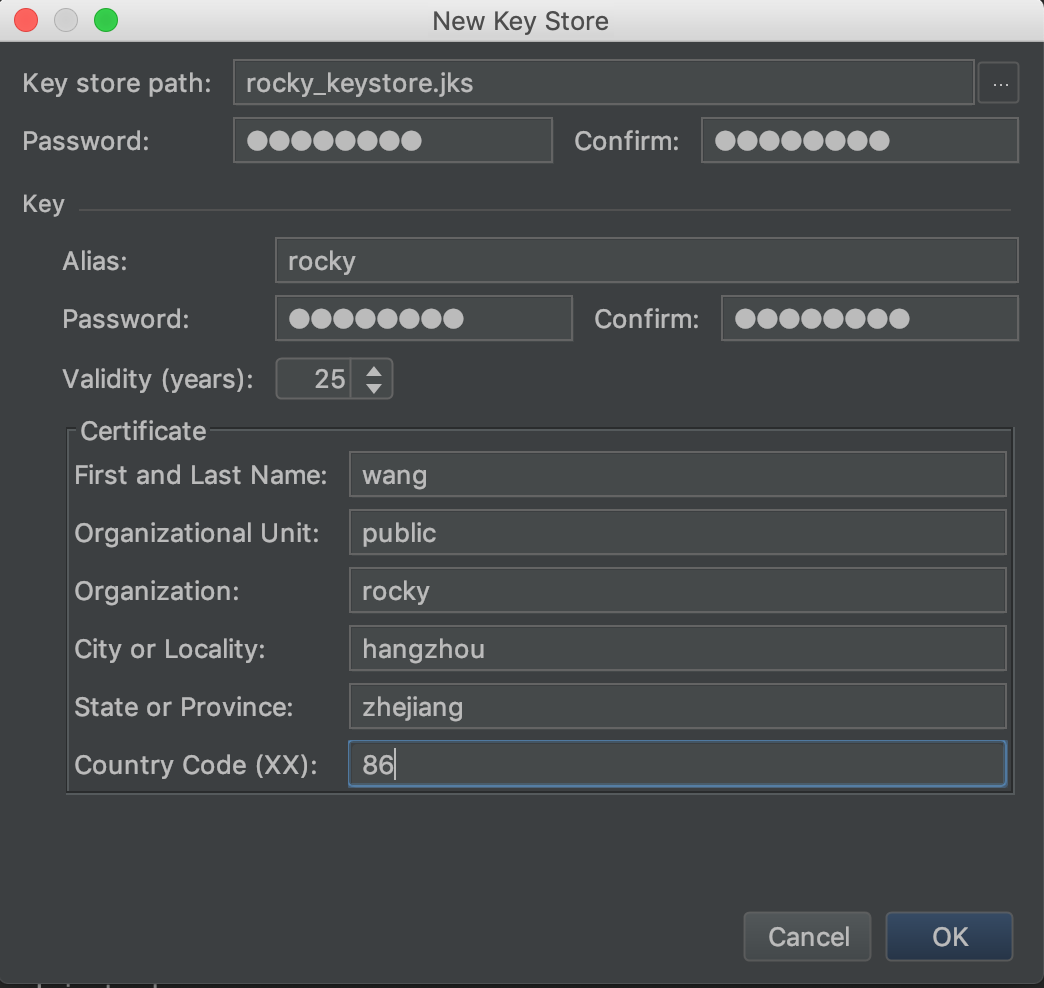 New Key Store
Key store path: rocky_keystore.jks ...
Password: ●●●●●●●● Confirm: ●●●●●●●●
Key
Alias: rocky
Password: ●●●●●●●● Confirm: ●●●●●●●●
Validity (years): 25
Certificate
First and Last Name: wang
Organizational Unit: public
Organization: rocky
City or Locality: hangzhou
State or Province: zhejiang
Country Code (XX): 86
Cancel OK